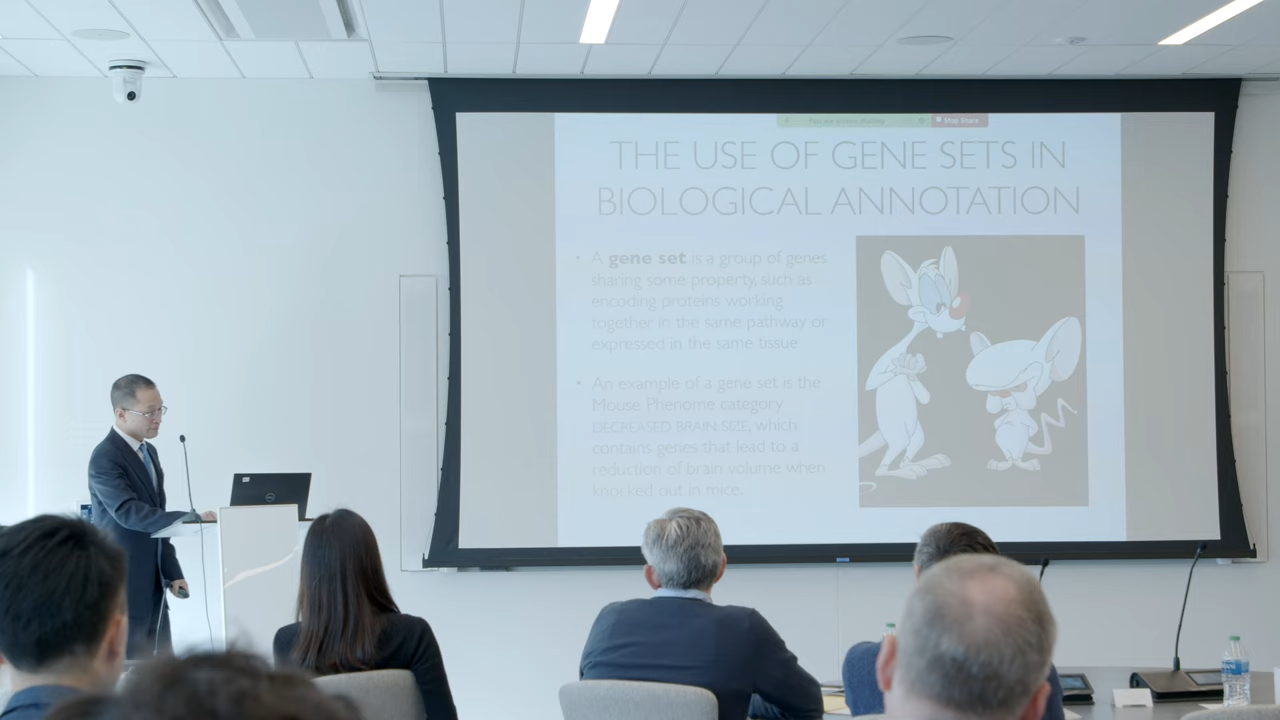 Stop Share
THE USE OF GENE SETS IN
BIOLOGICAL ANNOTATION
• A gene set is a group of genes
sharing some property, such as
encoding proteins working
together in the same pathway or
expressed in the same tissue
• An example of a gene set is the
Mouse Phenome category
DECREASED BRAIN SIZE, which
contains genes that lead to a
reduction of brain volume when
knocked out in mice.
DELL